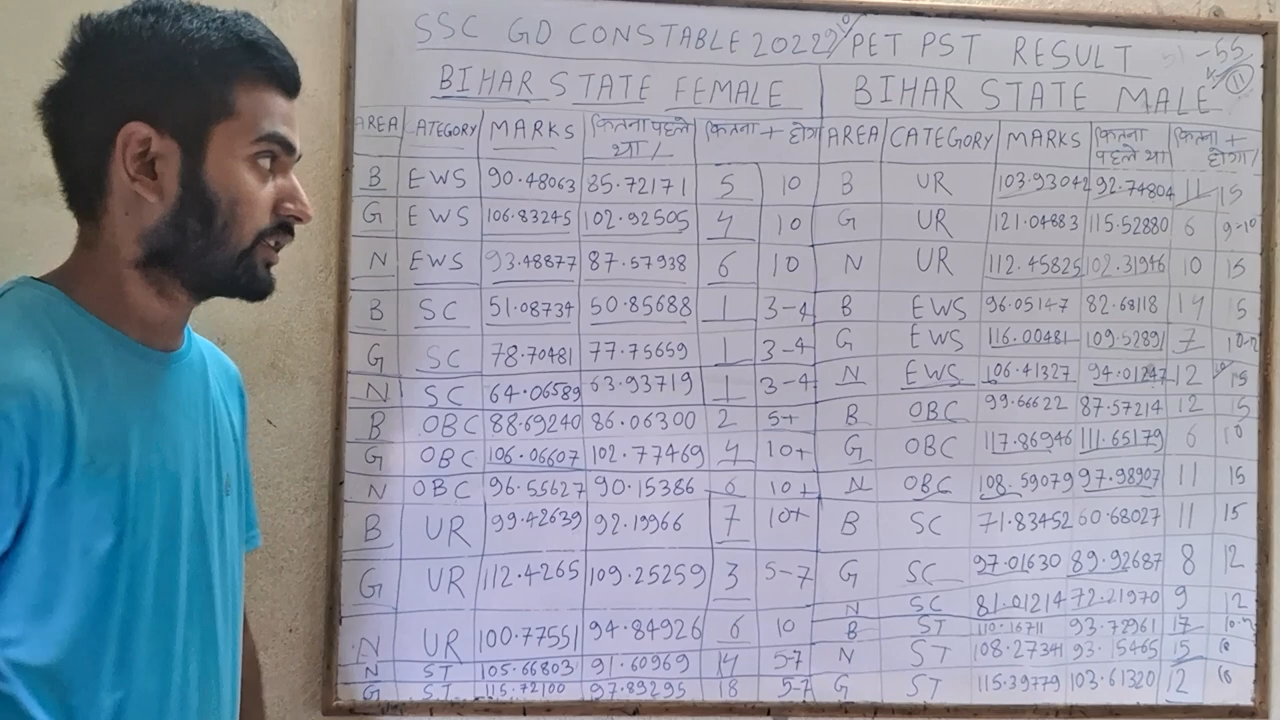 SSC GD CONSTABLE 2022 PET PST RESULT
-55
11
BIHAR STATE FEMALE BIHAR STATE MALE
AREA CATEGORY MARKS कितना पहले था / कितना + होगा AREA CATEGORY MARKS कितना पहले था कितना + होगा /
B EWS 90.48063 85.72171 5 10 B UR 103.93042 92.74804 11 15
G EWS 106.83245 102.92505 4 10 G UR 121.04883 115.52880 6 9-10
N EWS 93.48877 87.57938 6 10 N UR 112.45825 102.31946 10 15
B SC 51.08734 50.85688 1 3-4 B EWS 96.05147 82.68118 14 15
G SC 78.70481 77.75659 1 3-4 G EWS 116.00481 109.52891 7
N SC 64.06589 63.93719 1 3-4 N EWS 106.41327 94.01247 12 15
B OBC 88.69240 86.06300 2 5+ B OBC 99.66622 87.57214 12 15
G OBC 106.06607 102.77469 4 10+ G OBC 117.86946 111.65179 6 10
N OBC 96.55627 90.15386 6 10+ N OBC 108.59079 97.98907 11 15
B UR 99.42639 92.19966 7 10+ B SC 71.83452 60.68027 11 15
G UR 112.4265 109.25259 3 5-7 G SC 97.01630 89.92687 8 12
N SC 81.01214 72.21970 9 12
N UR 100.77551 94.84926 6 10 B ST 110.16711 93.72961 17
N ST 105.66803 91.60969 14 5-7 N ST 108.27341 93.15465 15
G ST 115.72100 97.89295 18 5-7 G ST 115.39779 103.61320 12